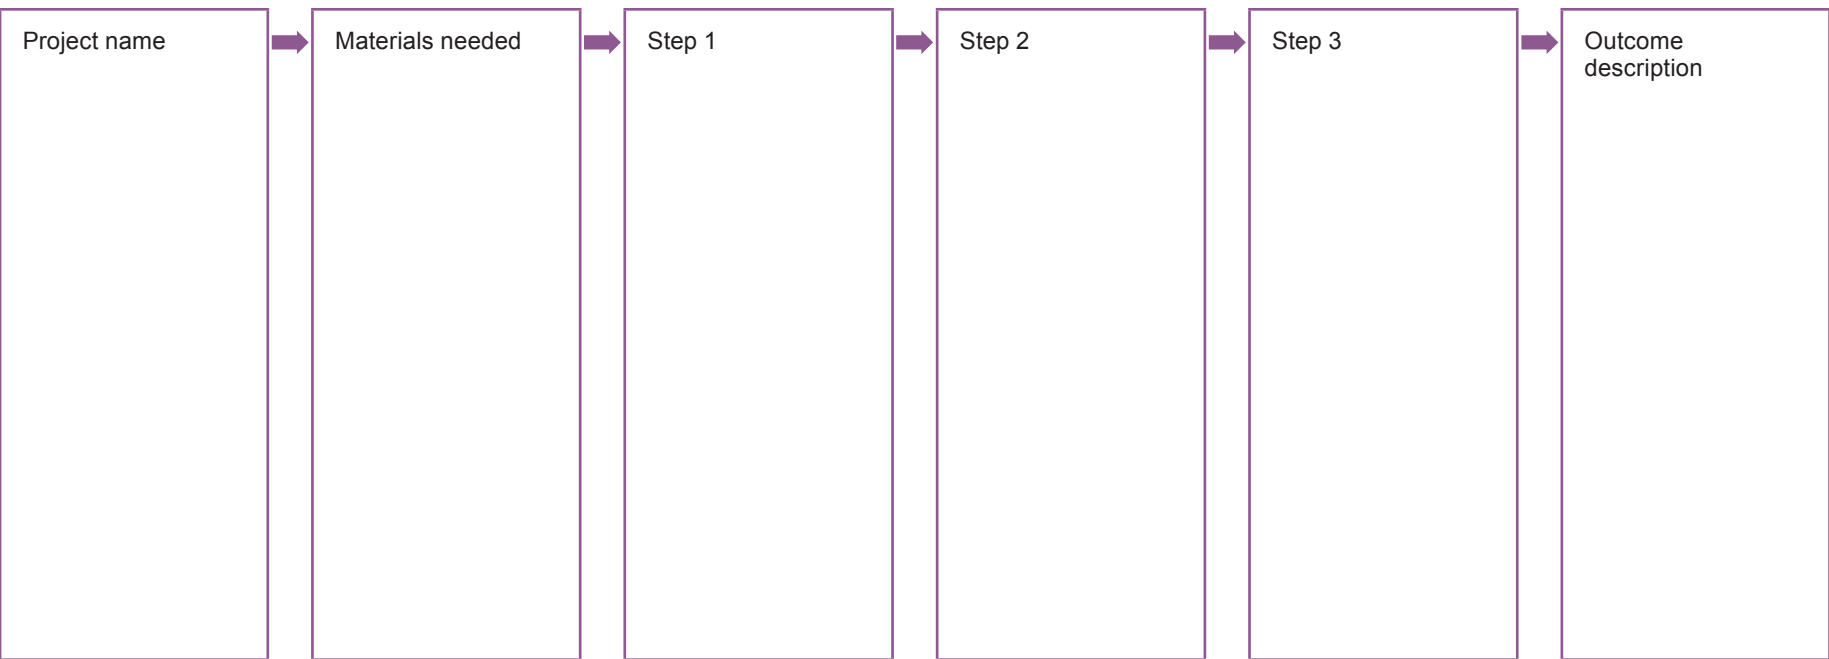 Project name
Materials needed
Step 1
Step 2
Step 3
Outcome
description